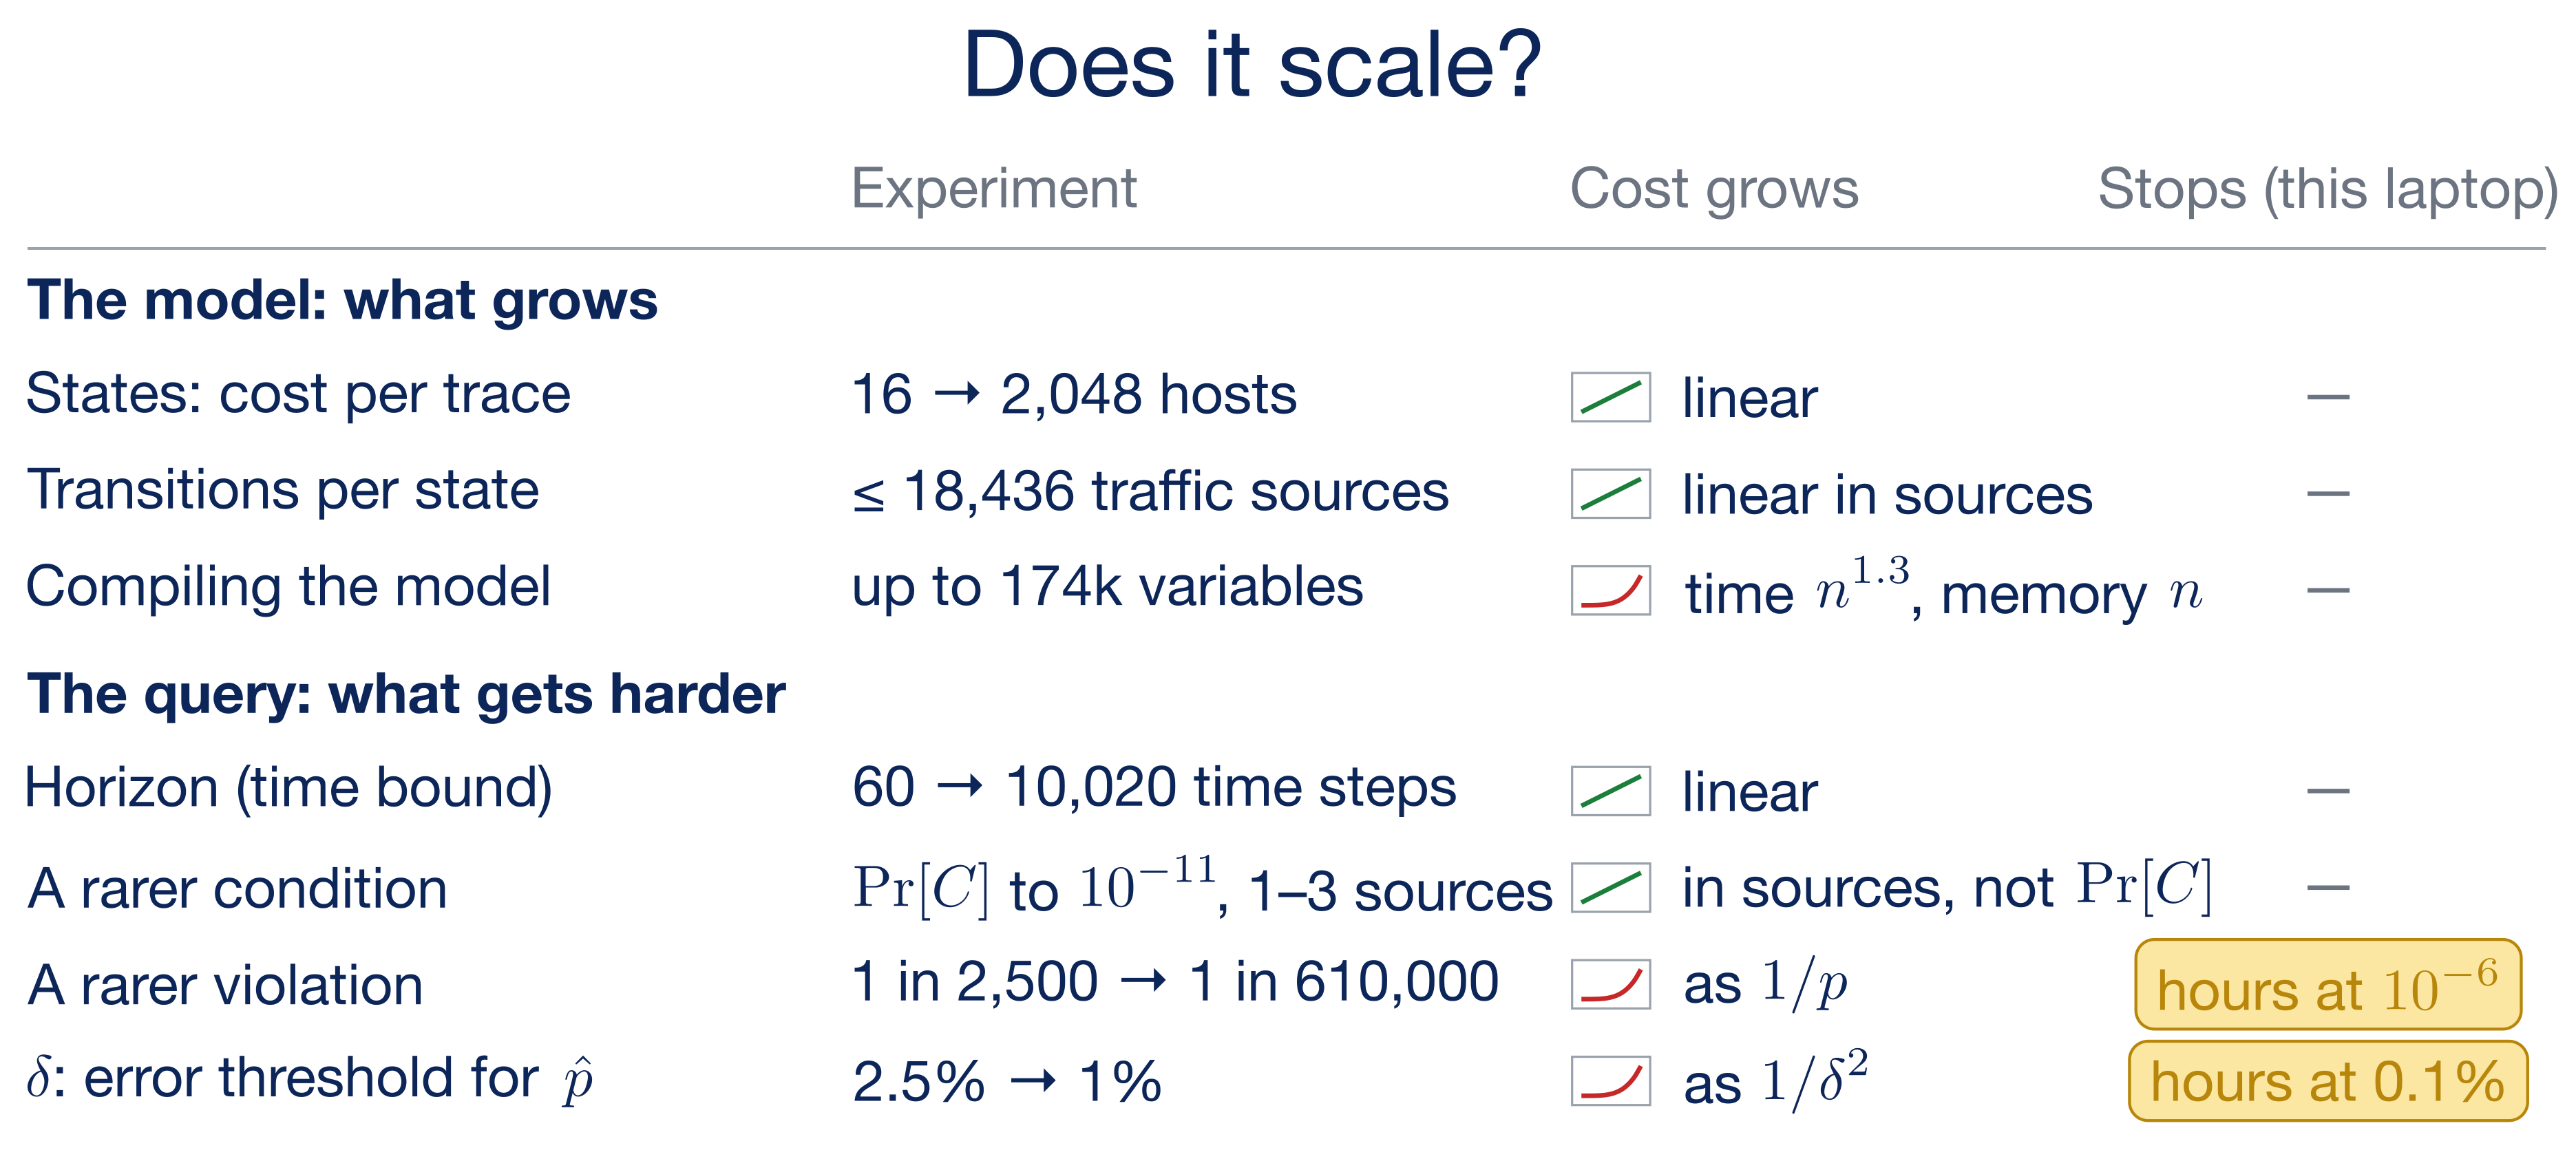 Does it scale?
Experiment Cost grows Stops (this laptop)
The model: what grows
States: cost per trace 16 → 2,048 hosts linear —
Transitions per state ≤ 18,436 traffic sources linear in sources —
Compiling the model up to 174k variables time n^1.3, memory n —
The query: what gets harder
Horizon (time bound) 60 → 10,020 time steps linear —
A rarer condition Pr[C] to 10^−11, 1–3 sources in sources, not Pr[C] —
A rarer violation 1 in 2,500 → 1 in 610,000 as 1/p hours at 10^−6
δ: error threshold for p̂ 2.5% → 1% as 1/δ² hours at 0.1%